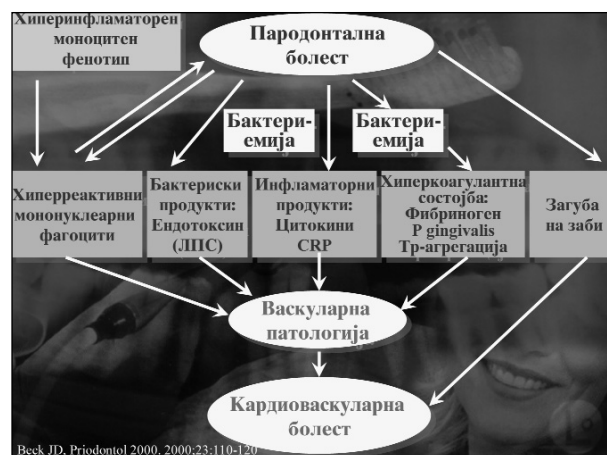 Хиперинфламаторен
моноцитен
фенотип
Пародонтална
болест
Бактери-
емија
Бактери-
емија
Хиперреактивни
мононуклеарни
фагоцити
Бактериски
продукти:
Ендотоксин
(ЛПС)
Инфламаторни
продукти:
Цитокини
CRP
Хиперкоагулантна
состојба:
Фибриноген
P gingivalis
Тр-агрегација
Загуба
на заби
Васкуларна
патологија
Кардиоваскуларна
болест
Beck JD, Priodontol 2000, 2000;23:110-120